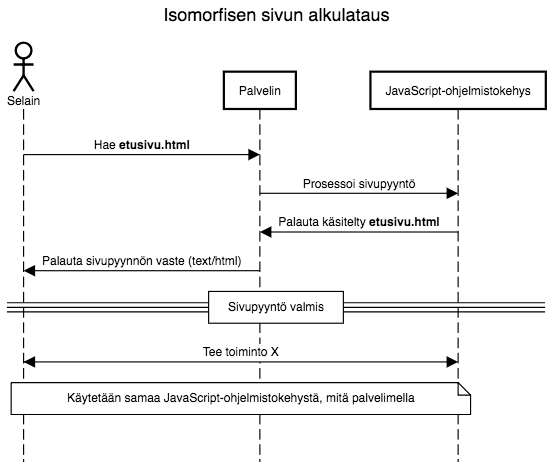 Isomorfisen sivun alkulataus
Selain
Palvelin
JavaScript-ohjelmistokehys
Hae etusivu.html
Prosessoi sivupyyntö
Palauta käsitelty etusivu.html
Palauta sivupyynnön vaste (text/html)
Sivupyyntö valmis
Tee toiminto X
Käytetään samaa JavaScript-ohjelmistokehystä, mitä palvelimella